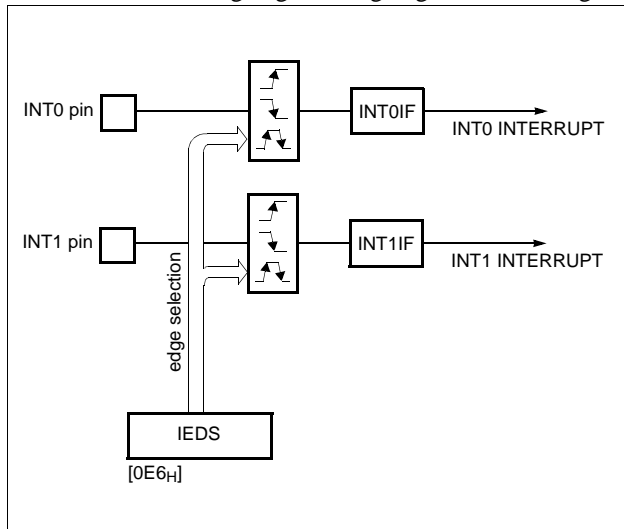 INT0 pin
INT0IF
INT0 INTERRUPT
INT1 pin
INT1IF
INT1 INTERRUPT
edge selection
IEDS
[0E6H]